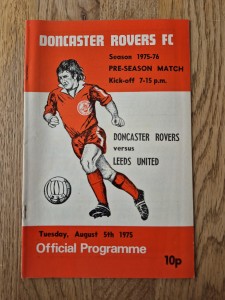 DONCASTER ROVERS FC
Season 1975-76
PRE-SEASON MATCH
Kick-off 7-15 p.m.
DONCASTER ROVERS
versus
LEEDS UNITED
Tuesday, August 5th 1975
Official Programme
10p